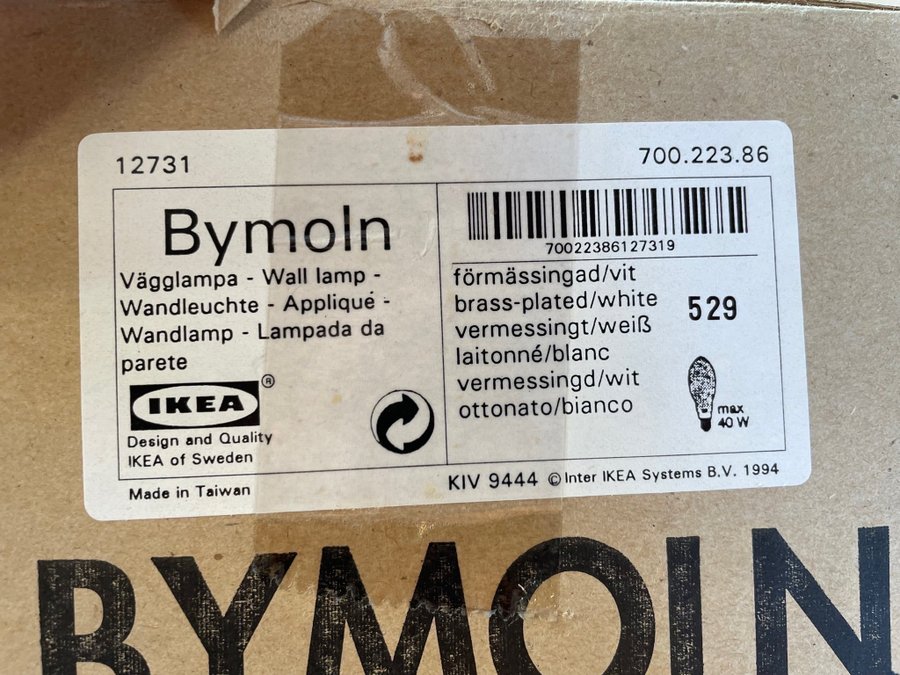 12731
700.223.86
Bymoln
Vägglampa - Wall lamp -
Wandleuchte - Appliqué -
Wandlamp - Lampada da
parete
IKEA®
Design and Quality
IKEA of Sweden
70022386127319
förmässingad/vit
brass-plated/white
vermessingt/weiß
laitonné/blanc
vermessingd/wit
ottonato/bianco
529
max
40 W
Made in Taiwan
KIV 9444 ©Inter IKEA Systems B.V. 1994
BYMOLN